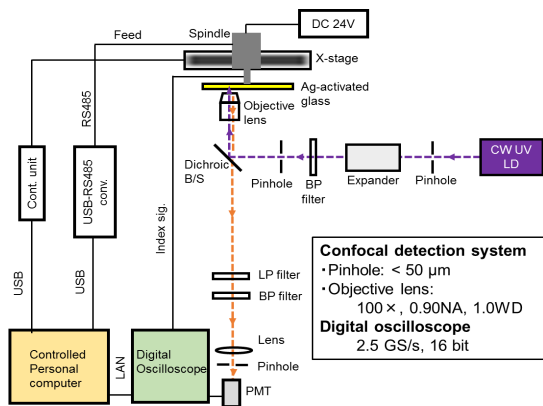 DC 24V
Feed
Spindle
X-stage
Ag-activated
glass
RS485
Objective
lens
CW UV
LD
Dichroic
B/S
Pinhole
BP
filter
Expander
Pinhole
Cont. unit
USB-RS485
conv.
Index sig.
USB
USB
LP filter
BP filter
Confocal detection system
・Pinhole: < 50 μm
・Objective lens:
100×, 0.90NA, 1.0WD
Digital oscilloscope
2.5 GS/s, 16 bit
Controlled
Personal
computer
LAN
Digital
Oscilloscope
Lens
Pinhole
PMT